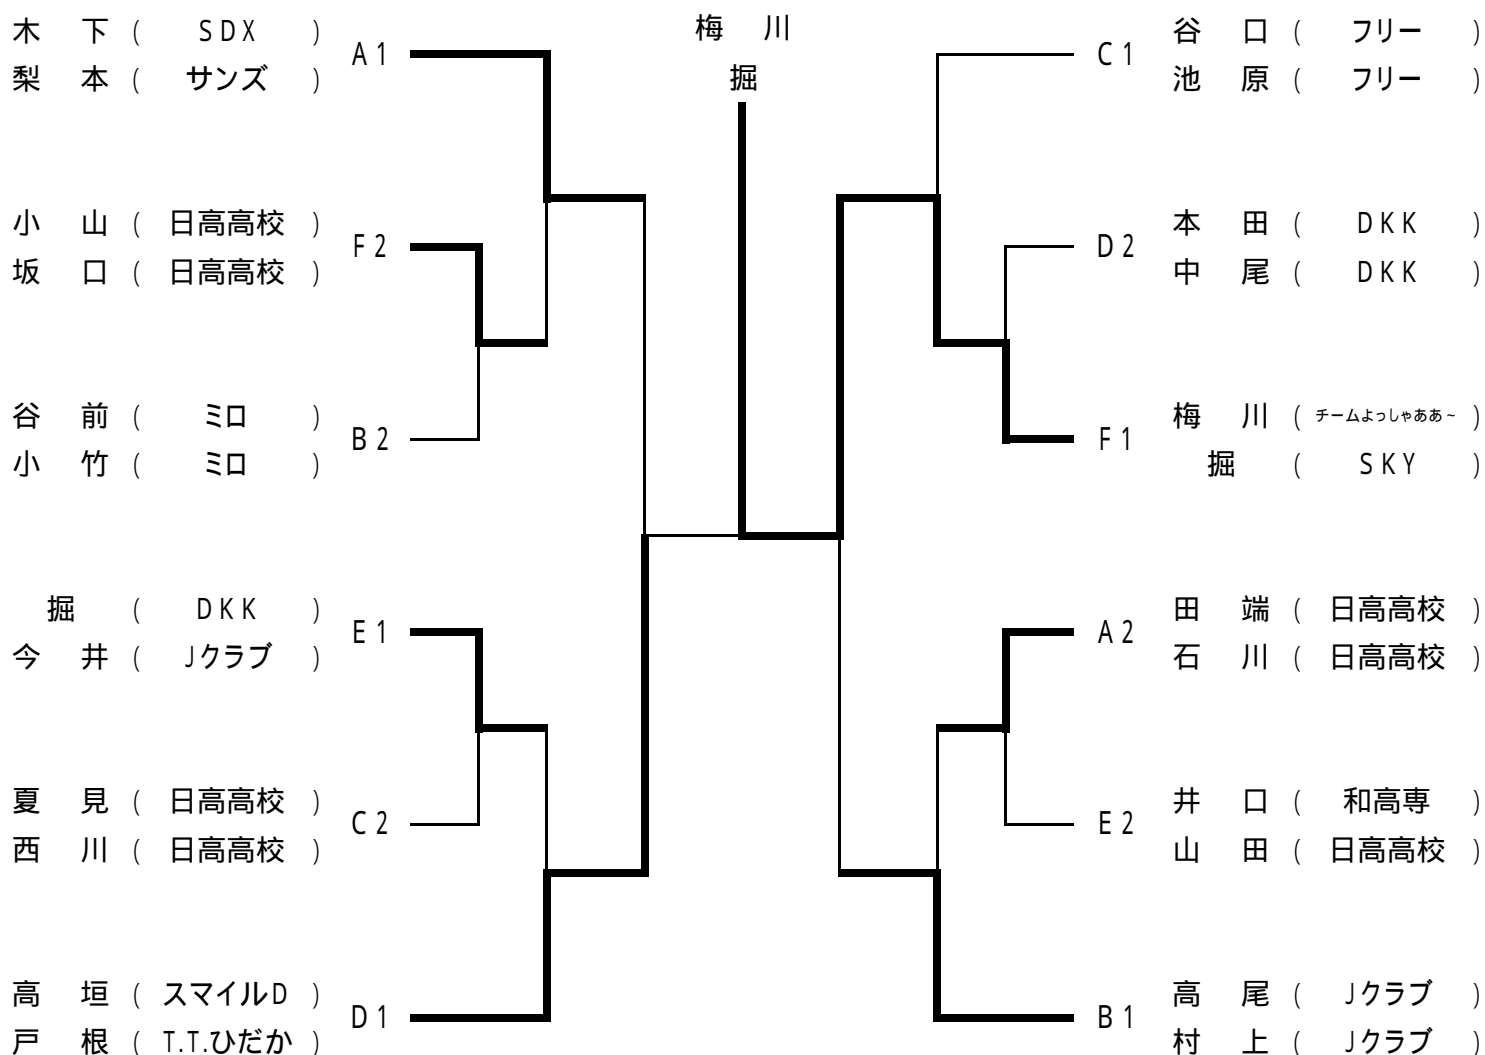 梅　川
掘
木　下 ( SDX )
梨　本 ( サンズ )
A1
小　山 ( 日高高校 )
坂　口 ( 日高高校 )
F2
谷　前 ( ミロ )
小　竹 ( ミロ )
B2
掘 ( DKK )
今　井 ( Jクラブ )
E1
夏　見 ( 日高高校 )
西　川 ( 日高高校 )
C2
高　垣 ( スマイルD )
戸　根 ( T.T.ひだか )
D1
C1
谷　口 ( フリー )
池　原 ( フリー )
D2
本　田 ( DKK )
中　尾 ( DKK )
F1
梅　川 ( チームよっしゃああ~ )
掘 ( SKY )
A2
田　端 ( 日高高校 )
石　川 ( 日高高校 )
E2
井　口 ( 和高専 )
山　田 ( 日高高校 )
B1
高　尾 ( Jクラブ )
村　上 ( Jクラブ )